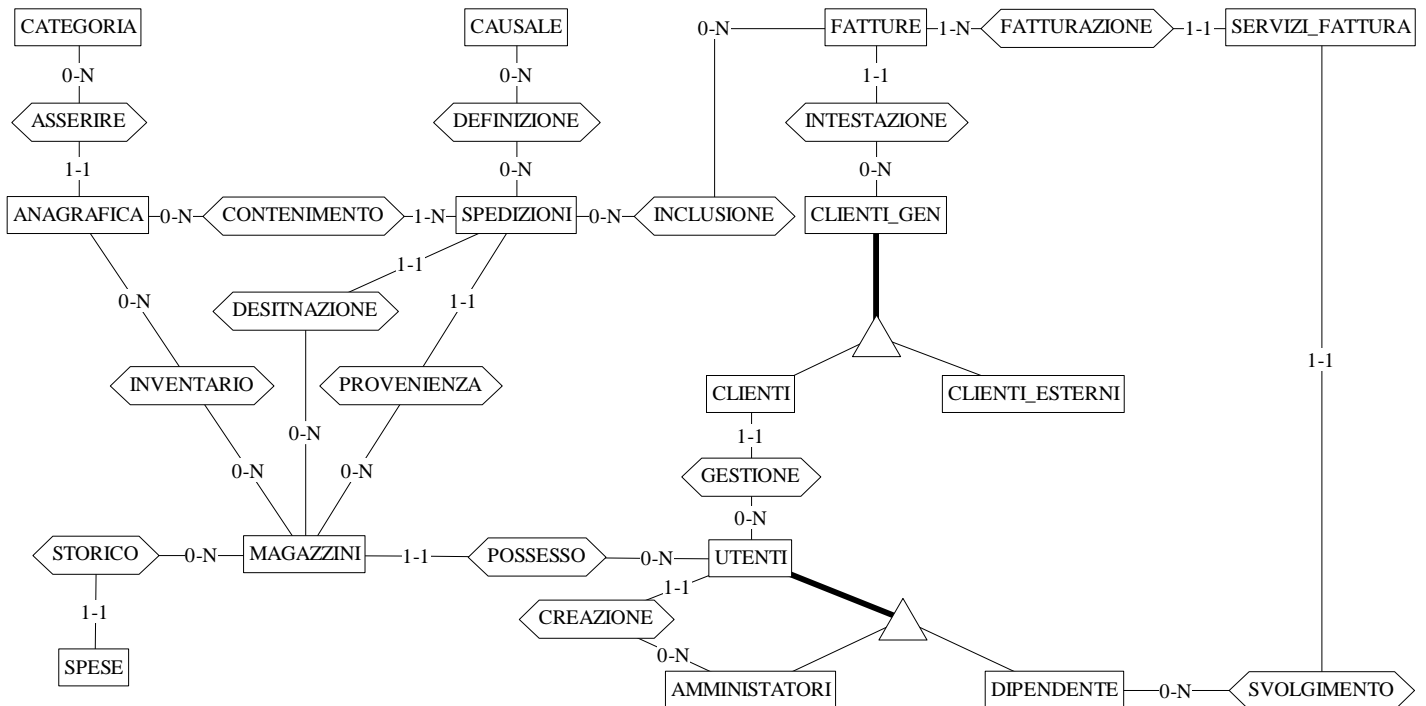 CATEGORIA
CAUSALE
0-N
FATTURE
1-N
FATTURAZIONE
1-1
SERVIZI_FATTURA
0-N
0-N
1-1
ASSERIRE
DEFINIZIONE
INTESTAZIONE
1-1
0-N
0-N
ANAGRAFICA
0-N
CONTENIMENTO
1-N
SPEDIZIONI
0-N
INCLUSIONE
CLIENTI_GEN
1-1
0-N
DESITNAZIONE
1-1
1-1
INVENTARIO
PROVENIENZA
CLIENTI
CLIENTI_ESTERNI
0-N
1-1
0-N
0-N
GESTIONE
0-N
STORICO
0-N
MAGAZZINI
1-1
POSSESSO
0-N
UTENTI
1-1
1-1
CREAZIONE
0-N
SPESE
AMMINISTATORI
DIPENDENTE
0-N
SVOLGIMENTO